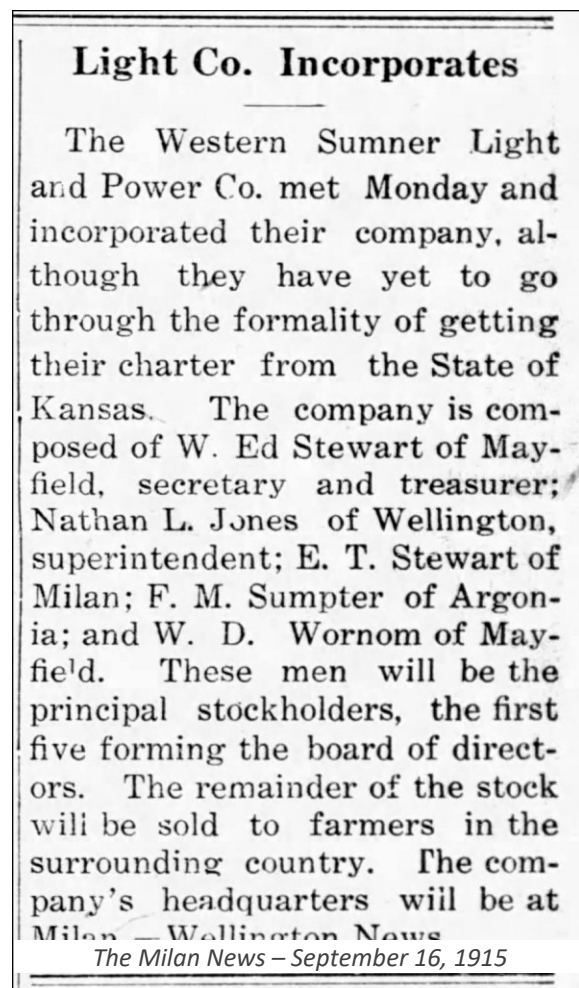 Light Co. Incorporates
The Western Sumner Light
and Power Co. met Monday and
incorporated their company, al-
though they have yet to go
through the formality of getting
their charter from the State of
Kansas. The company is com-
posed of W. Ed Stewart of May-
field, secretary and treasurer;
Nathan L. Jones of Wellington,
superintendent; E. T. Stewart of
Milan; F. M. Sumpter of Argon-
ia; and W. D. Wornom of May-
field. These men will be the
principal stockholders, the first
five forming the board of direct-
ors. The remainder of the stock
will be sold to farmers in the
surrounding country. The com-
pany's headquarters will be at
Milan.—Wellington News
The Milan News – September 16, 1915